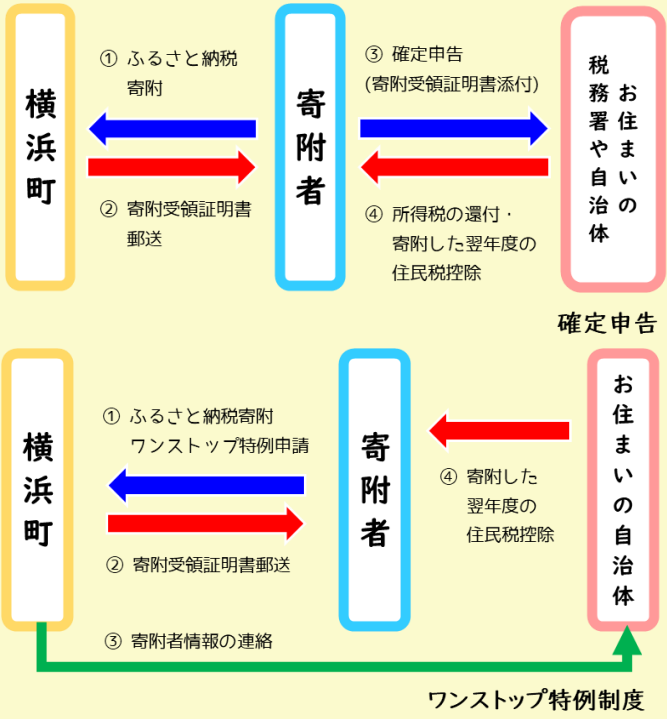 横浜町
① ふるさと納税
寄附
② 寄附受領証明書
郵送
寄附者
③ 確定申告
(寄附受領証明書添付)
④ 所得税の還付・
寄附した翌年度の
住民税控除
お住まいの
税務署や自治体
確定申告
横浜町
① ふるさと納税寄附
ワンストップ特例申請
② 寄附受領証明書郵送
寄附者
④ 寄附した
翌年度の
住民税控除
お住まいの自治体
③ 寄附者情報の連絡
ワンストップ特例制度